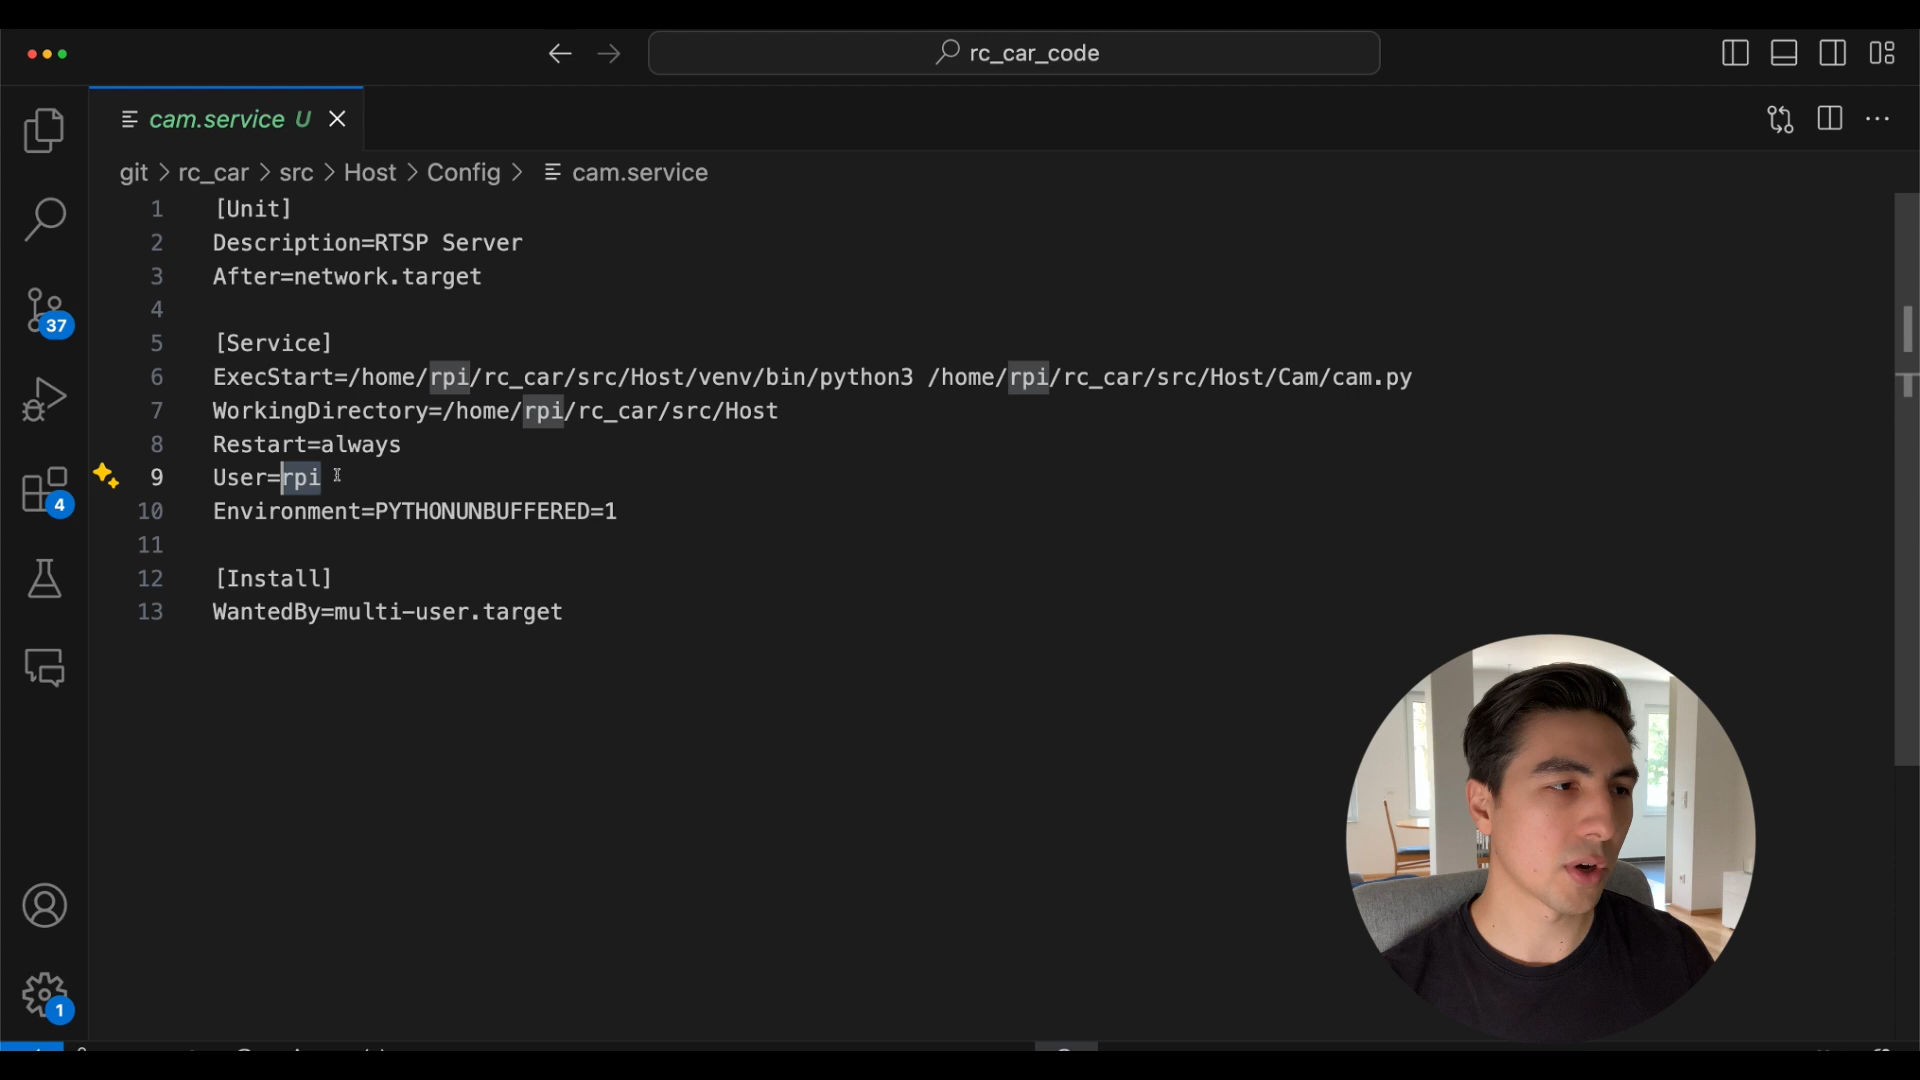 rc_car_code
cam.service U
git > rc_car > src > Host > Config > cam.service
37
4
1
1 [Unit]
2 Description=RTSP Server
3 After=network.target
4
5 [Service]
6 ExecStart=/home/rpi/rc_car/src/Host/venv/bin/python3 /home/rpi/rc_car/src/Host/Cam/cam.py
7 WorkingDirectory=/home/rpi/rc_car/src/Host
8 Restart=always
9 User=rpi
10 Environment=PYTHONUNBUFFERED=1
11
12 [Install]
13 WantedBy=multi-user.target